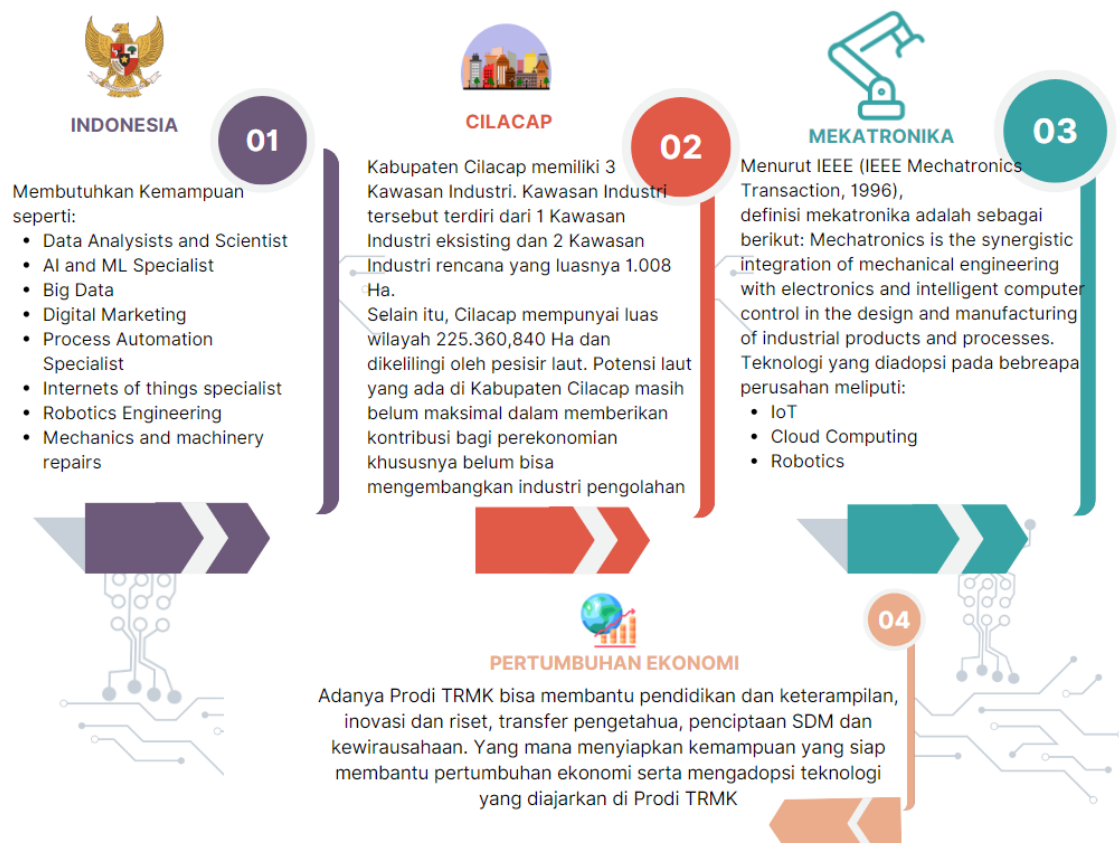 INDONESIA
01
Membutuhkan Kemampuan
seperti:
• Data Analysists and Scientist
• AI and ML Specialist
• Big Data
• Digital Marketing
• Process Automation
Specialist
• Internets of things specialist
• Robotics Engineering
• Mechanics and machinery
repairs
CILACAP
02
Kabupaten Cilacap memiliki 3
Kawasan Industri. Kawasan Industri
tersebut terdiri dari 1 Kawasan
Industri eksisting dan 2 Kawasan
Industri rencana yang luasnya 1.008
Ha.
Selain itu, Cilacap mempunyai luas
wilayah 225.360,840 Ha dan
dikelilingi oleh pesisir laut. Potensi laut
yang ada di Kabupaten Cilacap masih
belum maksimal dalam memberikan
kontribusi bagi perekonomian
khususnya belum bisa
mengembangkan industri pengolahan
MEKATRONIKA
03
Menurut IEEE (IEEE Mechatronics
Transaction, 1996),
definisi mekatronika adalah sebagai
berikut: Mechatronics is the synergistic
integration of mechanical engineering
with electronics and intelligent computer
control in the design and manufacturing
of industrial products and processes.
Teknologi yang diadopsi pada bebreapa
perusahan meliputi:
• IoT
• Cloud Computing
• Robotics
04
PERTUMBUHAN EKONOMI
Adanya Prodi TRMK bisa membantu pendidikan dan keterampilan,
inovasi dan riset, transfer pengetahua, penciptaan SDM dan
kewirausahaan. Yang mana menyiapkan kemampuan yang siap
membantu pertumbuhan ekonomi serta mengadopsi teknologi
yang diajarkan di Prodi TRMK